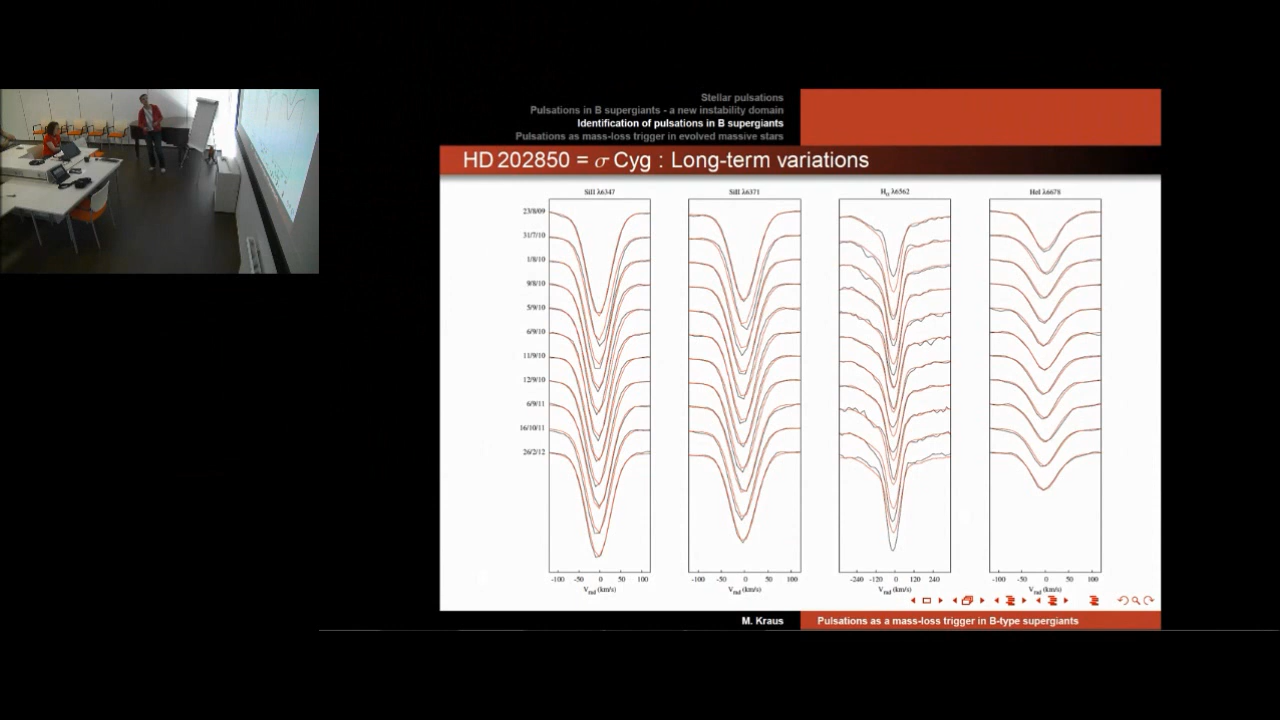 Stellar pulsations
Pulsations in B supergiants - a new instability domain
Identification of pulsations in B supergiants
Pulsations as mass-loss trigger in evolved massive stars
HD 202850 = σ Cyg : Long-term variations
SiII λ6347
SiII λ6371
Hα λ6562
HeI λ6678
23/8/09
31/7/10
1/8/10
9/8/10
5/9/10
6/9/10
11/9/10
12/9/10
6/9/11
16/10/11
26/2/12
-100 -50 0 50 100
-100 -50 0 50 100
-240 -120 0 120 240
-100 -50 0 50 100
Vrad (km/s)
Vrad (km/s)
Vrad (km/s)
Vrad (km/s)
M. Kraus
Pulsations as a mass-loss trigger in B-type supergiants